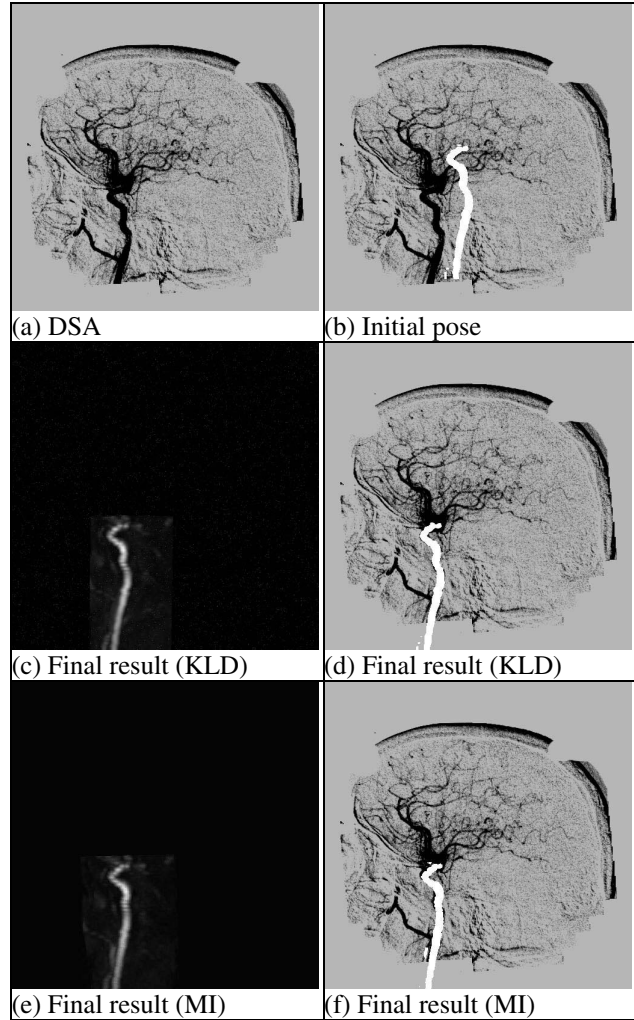 (a) DSA
(b) Initial pose
(c) Final result (KLD)
(d) Final result (KLD)
(e) Final result (MI)
(f) Final result (MI)